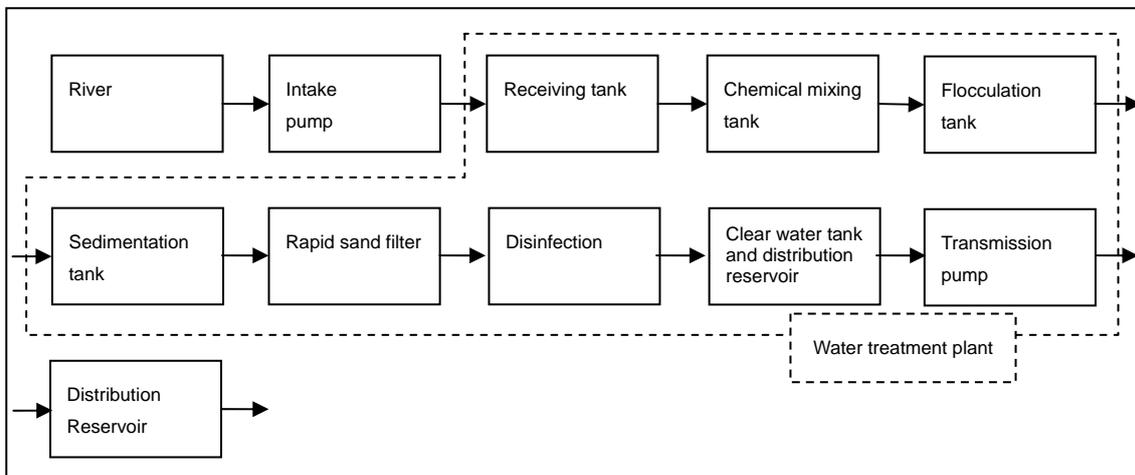 River
Intake
pump
Receiving tank
Chemical mixing
tank
Flocculation
tank
Sedimentation
tank
Rapid sand filter
Disinfection
Clear water tank
and distribution
reservoir
Transmission
pump
Water treatment plant
Distribution
Reservoir